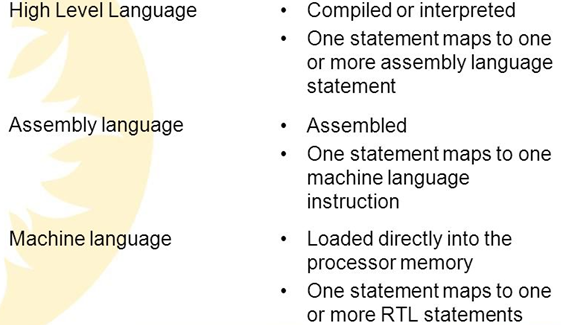 High Level Language
• Compiled or interpreted
• One statement maps to one
or more assembly language
statement
Assembly language
• Assembled
• One statement maps to one
machine language
instruction
Machine language
• Loaded directly into the
processor memory
• One statement maps to one
or more RTL statements